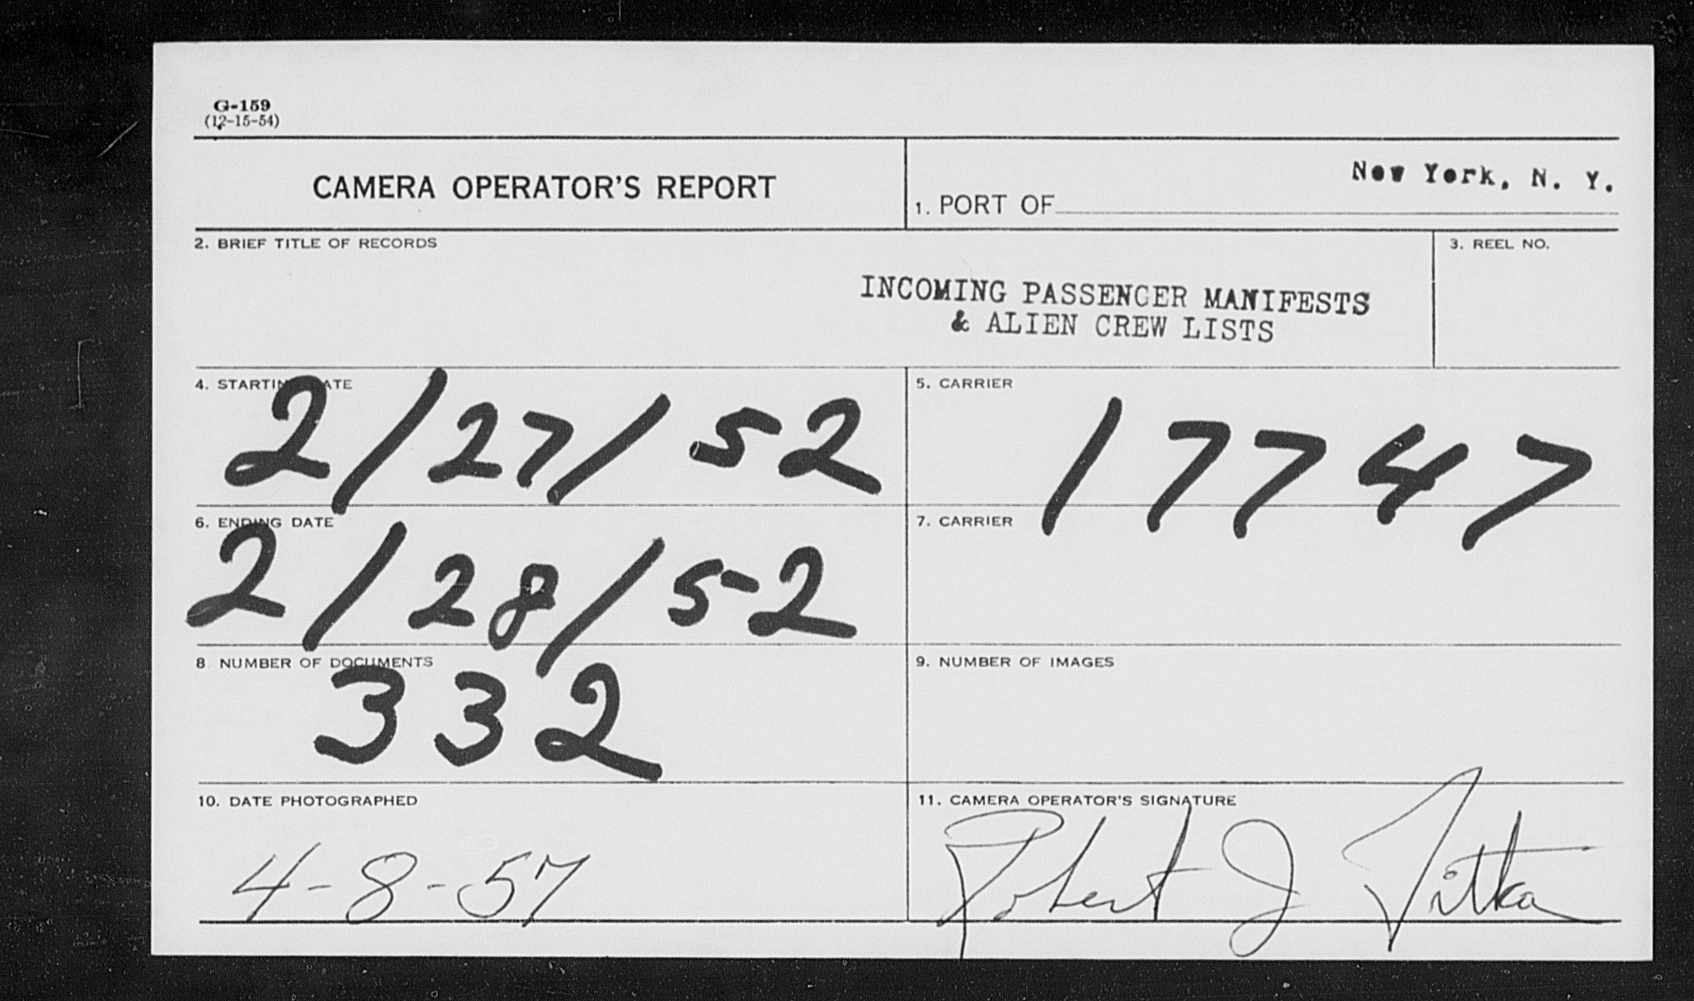 G-159
(12-15-54)
CAMERA OPERATOR'S REPORT
1. PORT OF New York, N. Y.
2. BRIEF TITLE OF RECORDS
INCOMING PASSENGER MANIFESTS
& ALIEN CREW LISTS
3. REEL NO.
4. STARTING DATE
2/27/52
5. CARRIER
17747
6. ENDING DATE
2/28/52
7. CARRIER
8 NUMBER OF DOCUMENTS
332
9. NUMBER OF IMAGES
10. DATE PHOTOGRAPHED
4-8-57
11. CAMERA OPERATOR'S SIGNATURE
Robert J